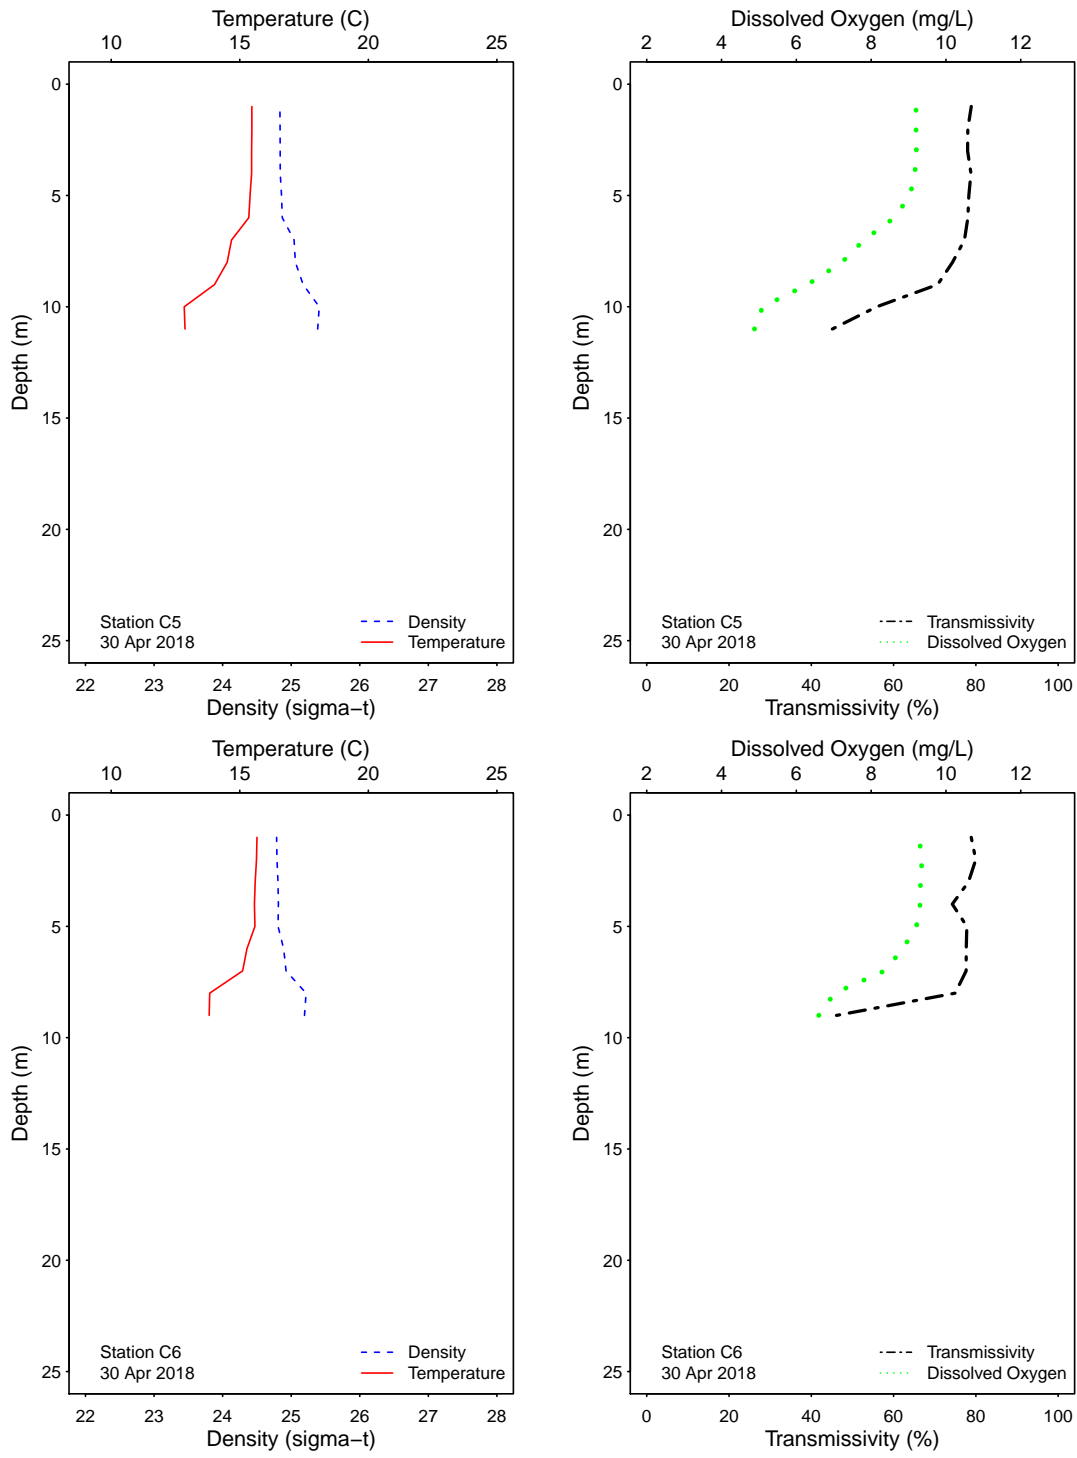 Temperature (C)
10 15 20 25
0
5
10
15
20
25
Depth (m)
Station C5
30 Apr 2018
Density
Temperature
22 23 24 25 26 27 28
Density (sigma−t)
Dissolved Oxygen (mg/L)
2 4 6 8 10 12
0
5
10
15
20
25
Depth (m)
Station C5
30 Apr 2018
Transmissivity
Dissolved Oxygen
0 20 40 60 80 100
Transmissivity (%)
Temperature (C)
10 15 20 25
0
5
10
15
20
25
Depth (m)
Station C6
30 Apr 2018
Density
Temperature
22 23 24 25 26 27 28
Density (sigma−t)
Dissolved Oxygen (mg/L)
2 4 6 8 10 12
0
5
10
15
20
25
Depth (m)
Station C6
30 Apr 2018
Transmissivity
Dissolved Oxygen
0 20 40 60 80 100
Transmissivity (%)